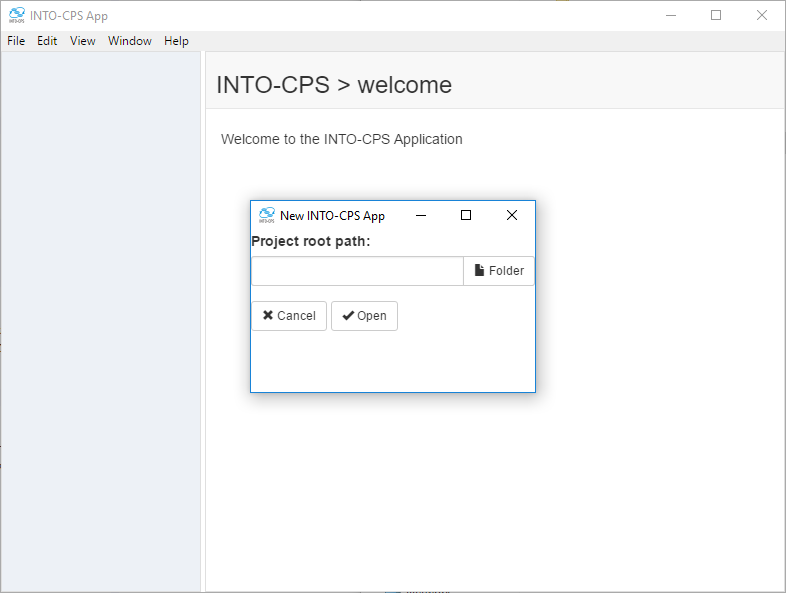 INTO-CPS App
File Edit View Window Help
INTO-CPS > welcome
Welcome to the INTO-CPS Application
New INTO-CPS App
Project root path:
Folder
Cancel Open